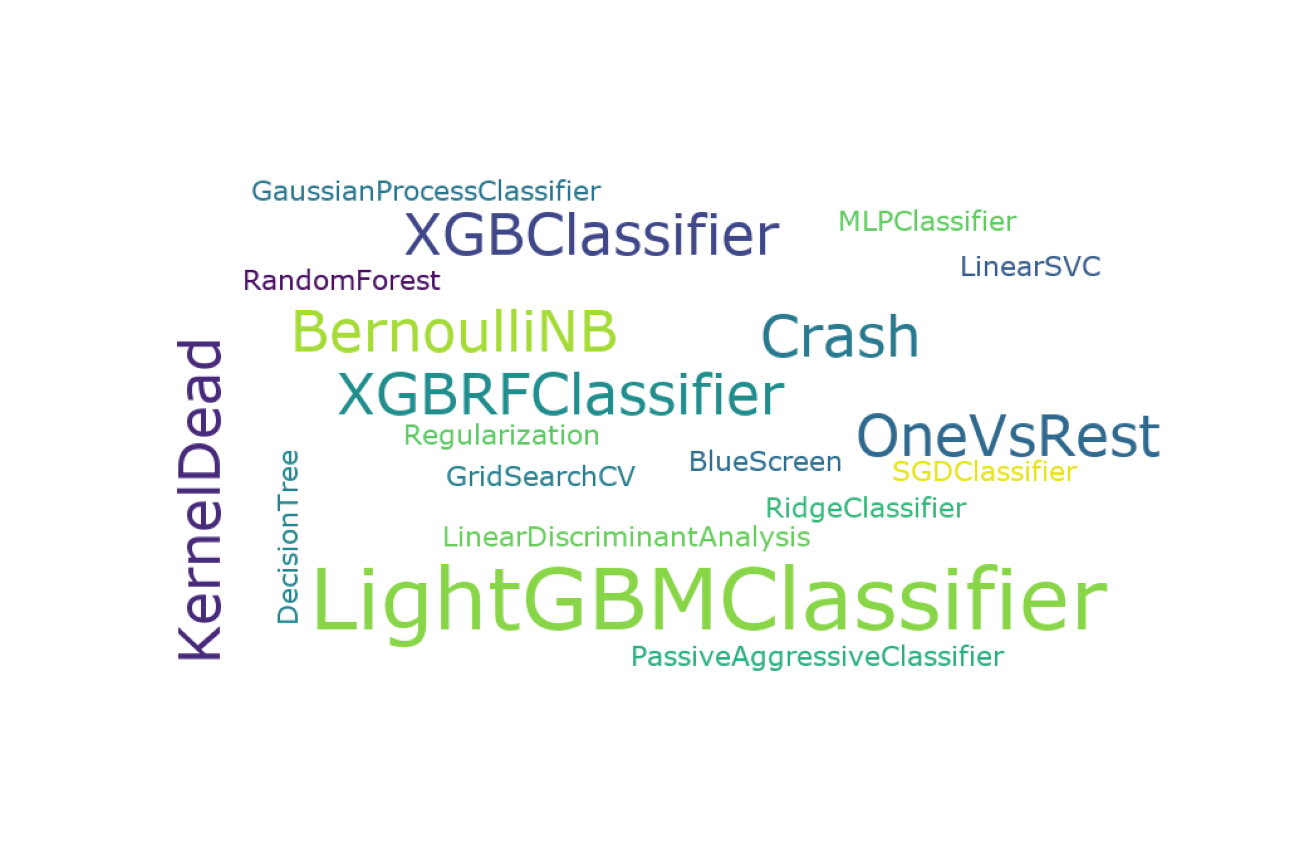 GaussianProcessClassifier
XGBClassifier
MLPClassifier
LinearSVC
RandomForest
BernoulliNB
Crash
XGBRFClassifier
KernelDead
Regularization
OneVsRest
BlueScreen
SGDClassifier
GridSearchCV
DecisionTree
RidgeClassifier
LinearDiscriminantAnalysis
LightGBMClassifier
PassiveAggressiveClassifier